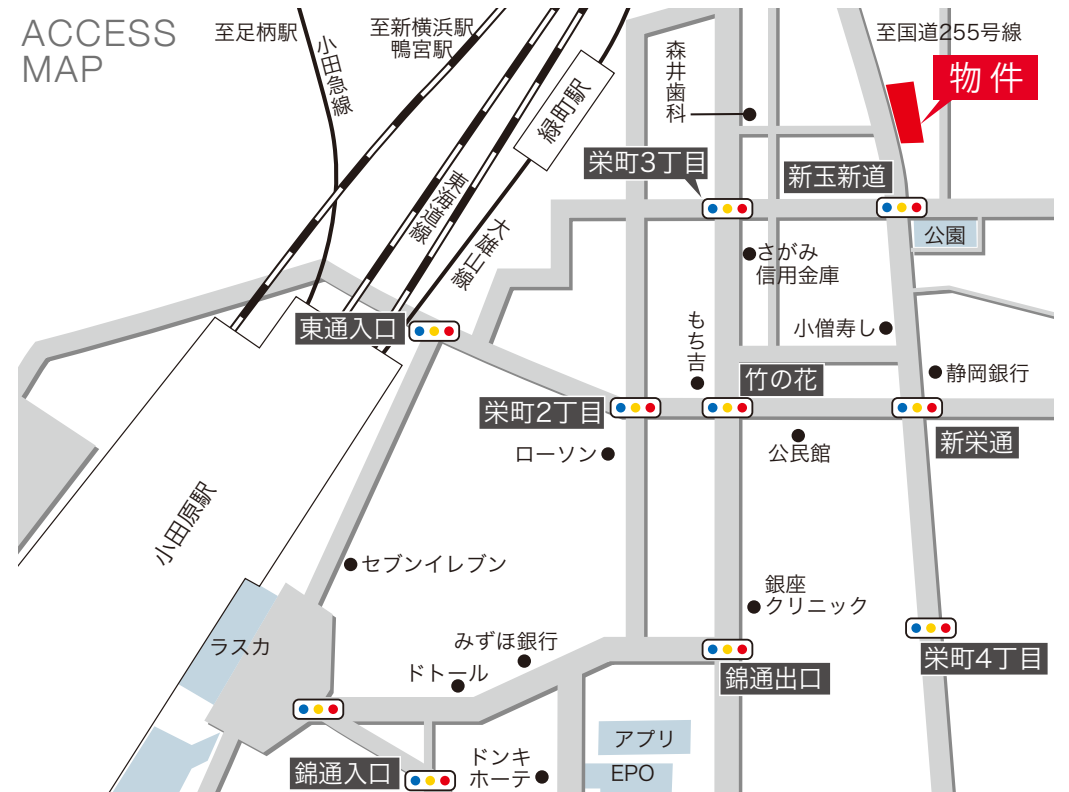 ACCESS
MAP
至足柄駅
小田急線
至新横浜駅
鴨宮駅
緑町駅
東海道線
大雄山線
森井歯科
至国道255号線
物件
栄町3丁目
新玉新道
公園
さがみ
信用金庫
東通入口
もち吉
小僧寿し
竹の花
静岡銀行
栄町2丁目
新栄通
ローソン
公民館
小田原駅
セブンイレブン
銀座
クリニック
ラスカ
みずほ銀行
ドトール
栄町4丁目
錦通出口
錦通入口
ドンキ
ホーテ
アプリ
EPO